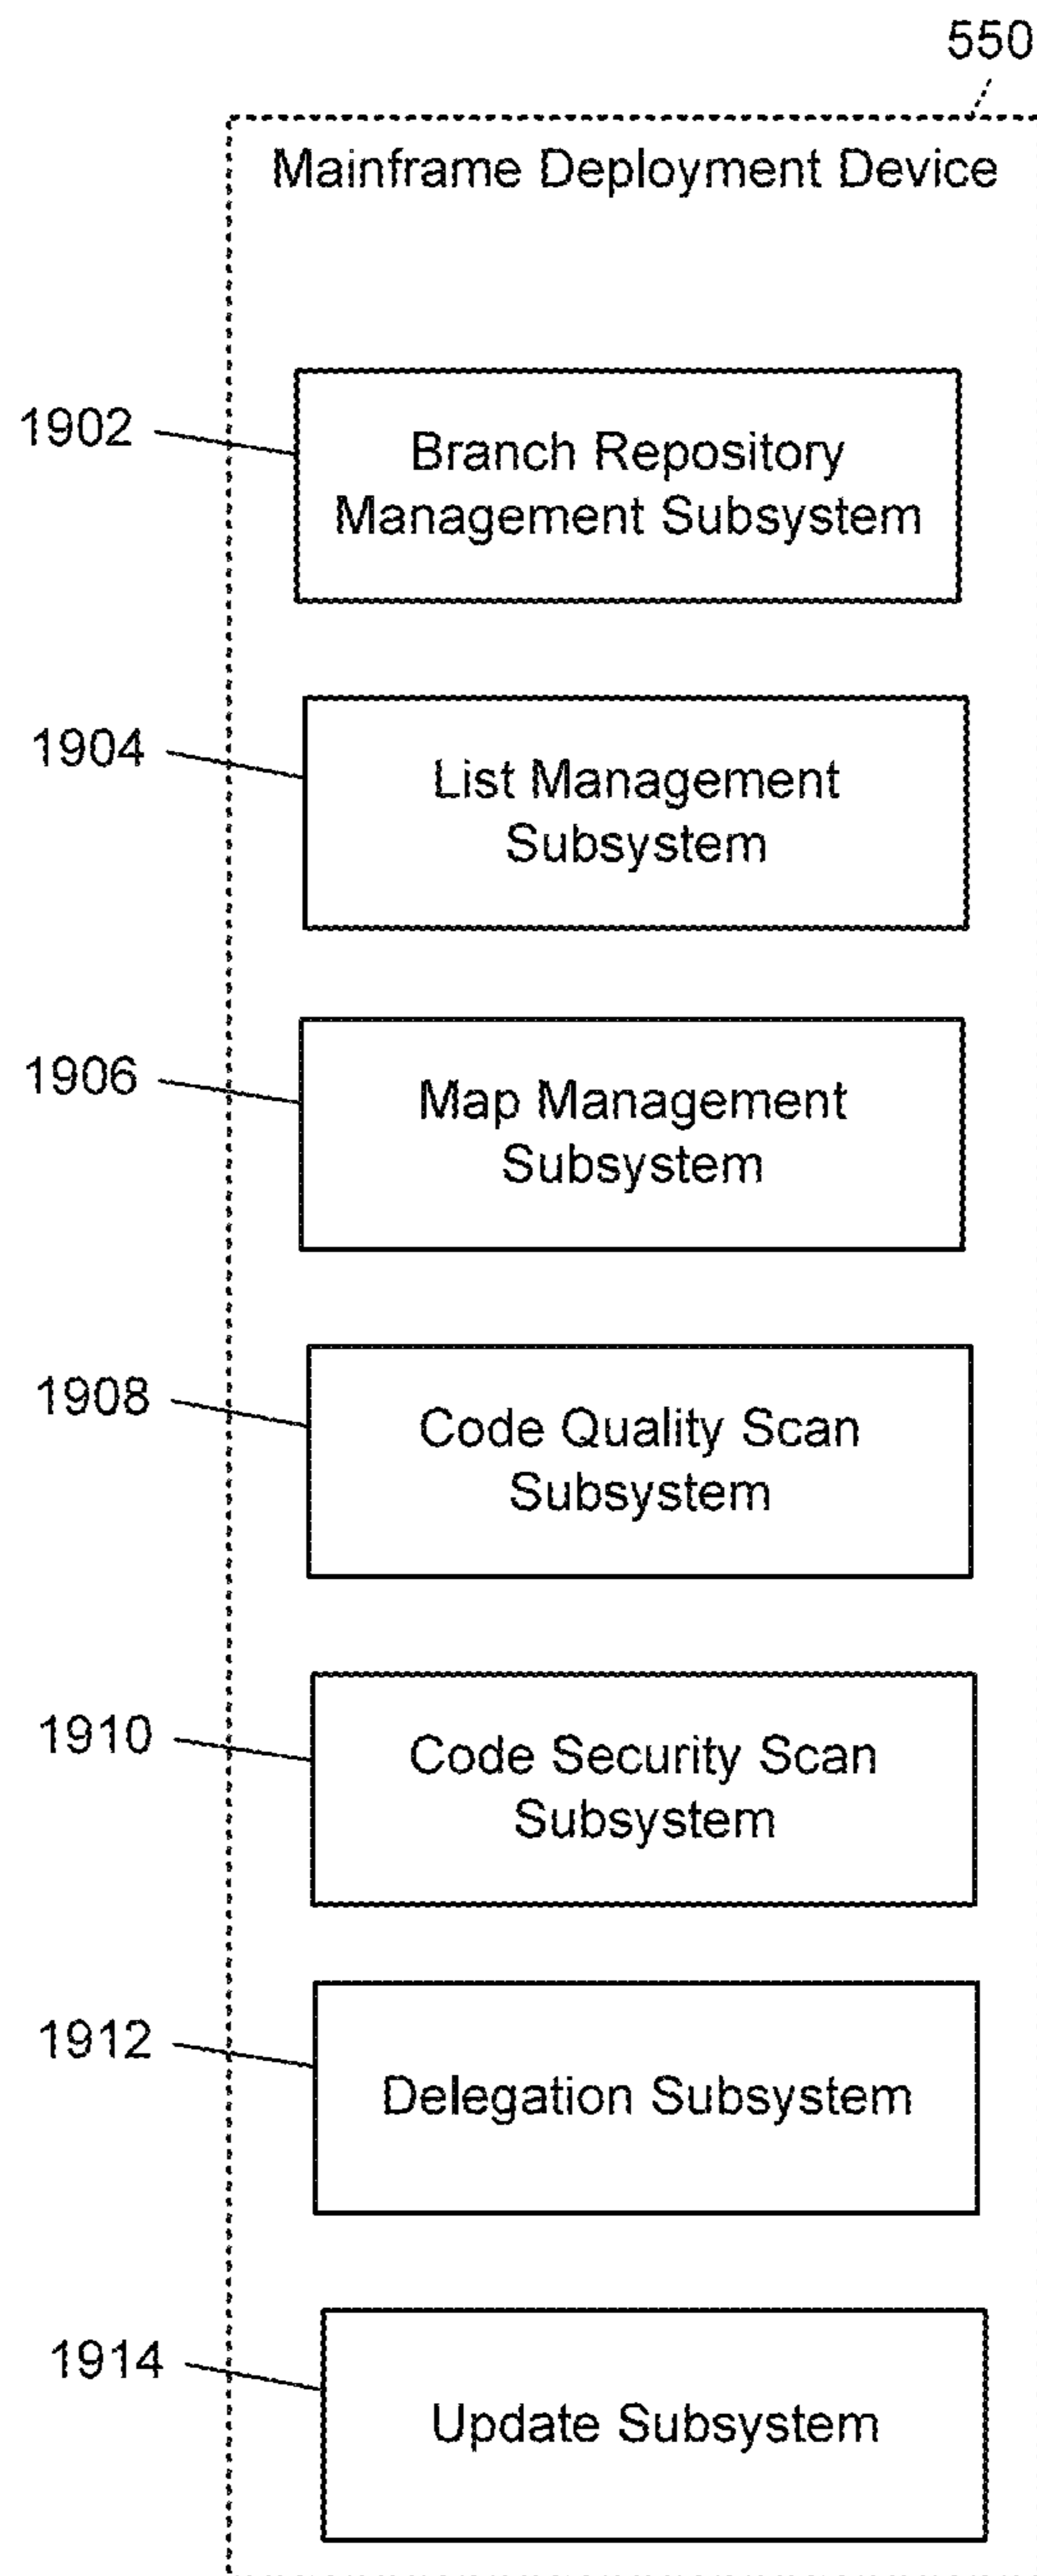 550
Mainframe Deployment Device
1902
Branch Repository
Management Subsystem
1904
List Management
Subsystem
1906
Map Management
Subsystem
1908
Code Quality Scan
Subsystem
1910
Code Security Scan
Subsystem
1912
Delegation Subsystem
1914
Update Subsystem